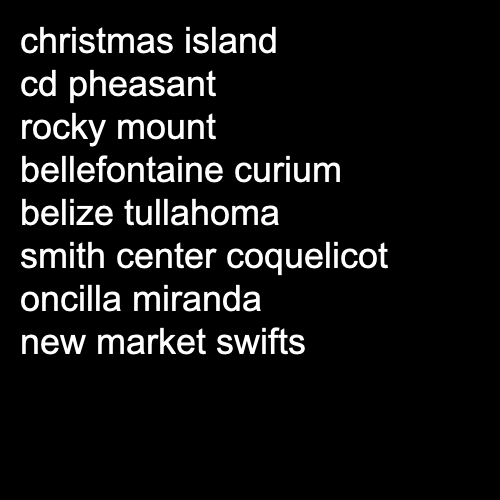 christmas island
cd pheasant
rocky mount
bellefontaine curium
belize tullahoma
smith center coquelicot
oncilla miranda
new market swifts